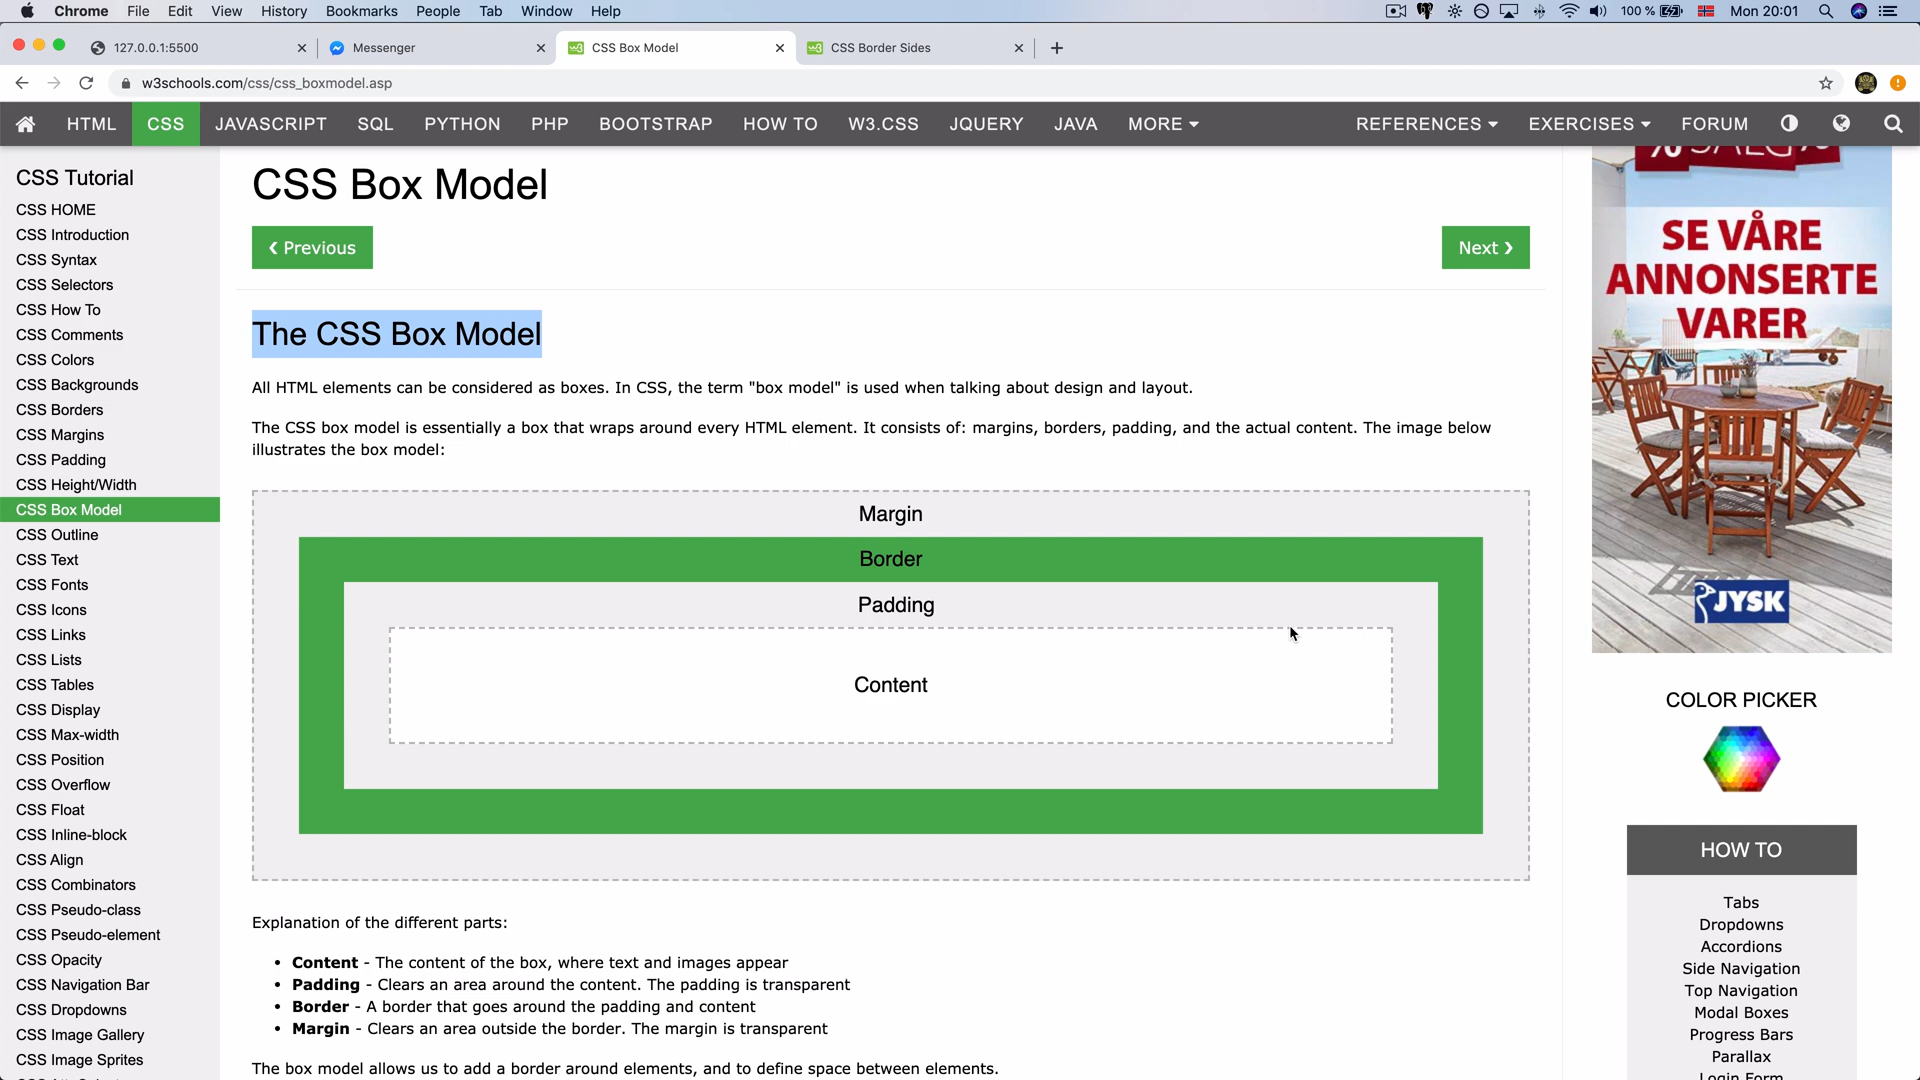 Chrome File Edit View History Bookmarks People Tab Window Help 100 % Mon 20:01
127.0.0.1:5500 Messenger CSS Box Model CSS Border Sides
w3schools.com/css/css_boxmodel.asp
HTML CSS JAVASCRIPT SQL PYTHON PHP BOOTSTRAP HOW TO W3.CSS JQUERY JAVA MORE REFERENCES EXERCISES FORUM
CSS Tutorial
CSS HOME
CSS Introduction
CSS Syntax
CSS Selectors
CSS How To
CSS Comments
CSS Colors
CSS Backgrounds
CSS Borders
CSS Margins
CSS Padding
CSS Height/Width
CSS Box Model
CSS Outline
CSS Text
CSS Fonts
CSS Icons
CSS Links
CSS Lists
CSS Tables
CSS Display
CSS Max-width
CSS Position
CSS Overflow
CSS Float
CSS Inline-block
CSS Align
CSS Combinators
CSS Pseudo-class
CSS Pseudo-element
CSS Opacity
CSS Navigation Bar
CSS Dropdowns
CSS Image Gallery
CSS Image Sprites
CSS Box Model
❮ Previous
Next ❯
The CSS Box Model
All HTML elements can be considered as boxes. In CSS, the term "box model" is used when talking about design and layout.
The CSS box model is essentially a box that wraps around every HTML element. It consists of: margins, borders, padding, and the actual content. The image below
illustrates the box model:
Margin
Border
Padding
Content
Explanation of the different parts:
• Content - The content of the box, where text and images appear
• Padding - Clears an area around the content. The padding is transparent
• Border - A border that goes around the padding and content
• Margin - Clears an area outside the border. The margin is transparent
The box model allows us to add a border around elements, and to define space between elements.
SE VÅRE
ANNONSERTE
VARER
JYSK
COLOR PICKER
HOW TO
Tabs
Dropdowns
Accordions
Side Navigation
Top Navigation
Modal Boxes
Progress Bars
Parallax
Login Form